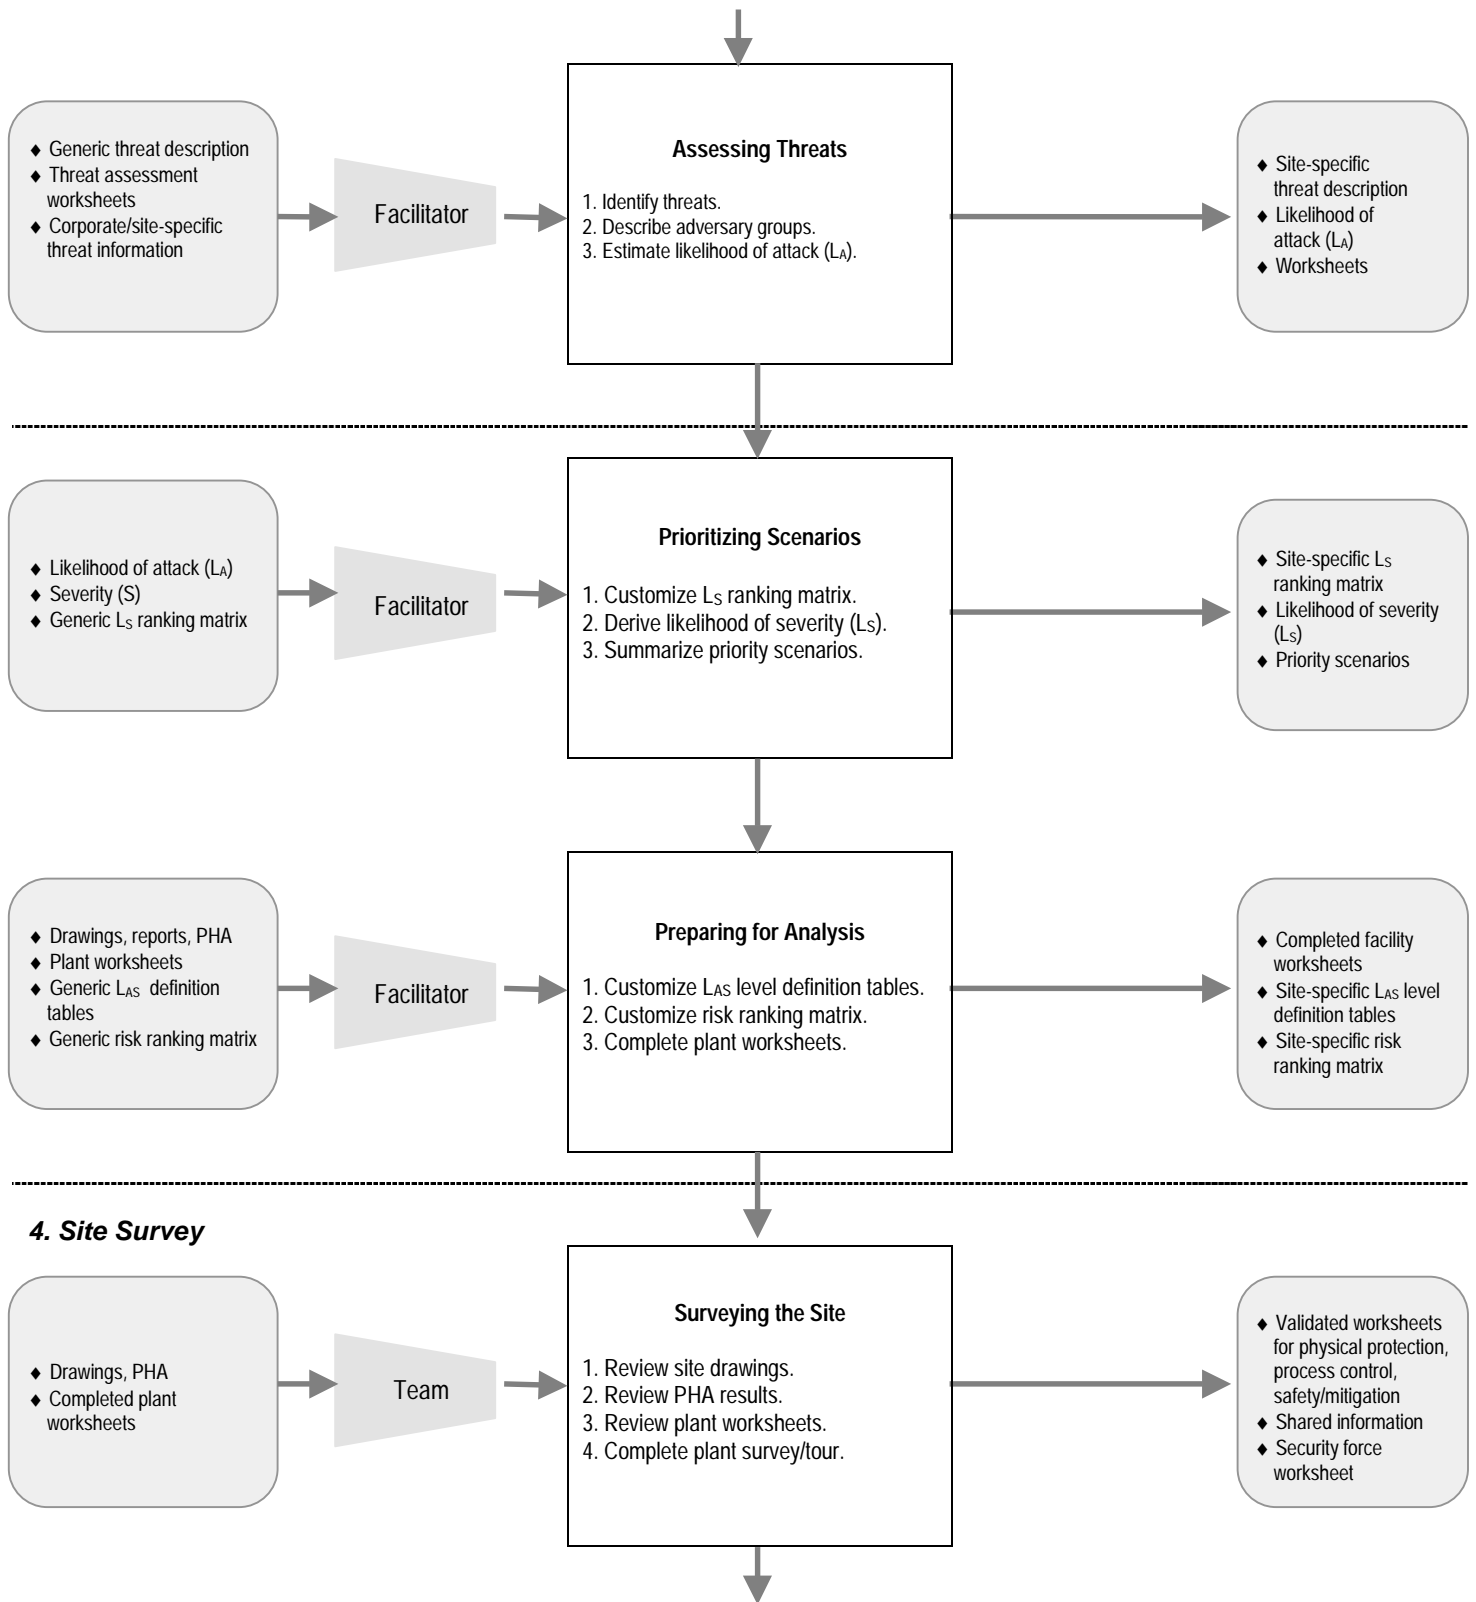 ♦ Generic threat description
♦ Threat assessment
worksheets
♦ Corporate/site-specific
threat information
Facilitator
Assessing Threats
1. Identify threats.
2. Describe adversary groups.
3. Estimate likelihood of attack (LA).
♦ Site-specific
threat description
♦ Likelihood of
attack (LA)
♦ Worksheets
♦ Likelihood of attack (LA)
♦ Severity (S)
♦ Generic LS ranking matrix
Facilitator
Prioritizing Scenarios
1. Customize LS ranking matrix.
2. Derive likelihood of severity (LS).
3. Summarize priority scenarios.
♦ Site-specific LS
ranking matrix
♦ Likelihood of severity
(LS)
♦ Priority scenarios
♦ Drawings, reports, PHA
♦ Plant worksheets
♦ Generic LAS definition
tables
♦ Generic risk ranking matrix
Facilitator
Preparing for Analysis
1. Customize LAS level definition tables.
2. Customize risk ranking matrix.
3. Complete plant worksheets.
♦ Completed facility
worksheets
♦ Site-specific LAS level
definition tables
♦ Site-specific risk
ranking matrix
4. Site Survey
♦ Drawings, PHA
♦ Completed plant
worksheets
Team
Surveying the Site
1. Review site drawings.
2. Review PHA results.
3. Review plant worksheets.
4. Complete plant survey/tour.
♦ Validated worksheets
for physical protection,
process control,
safety/mitigation
♦ Shared information
♦ Security force
worksheet